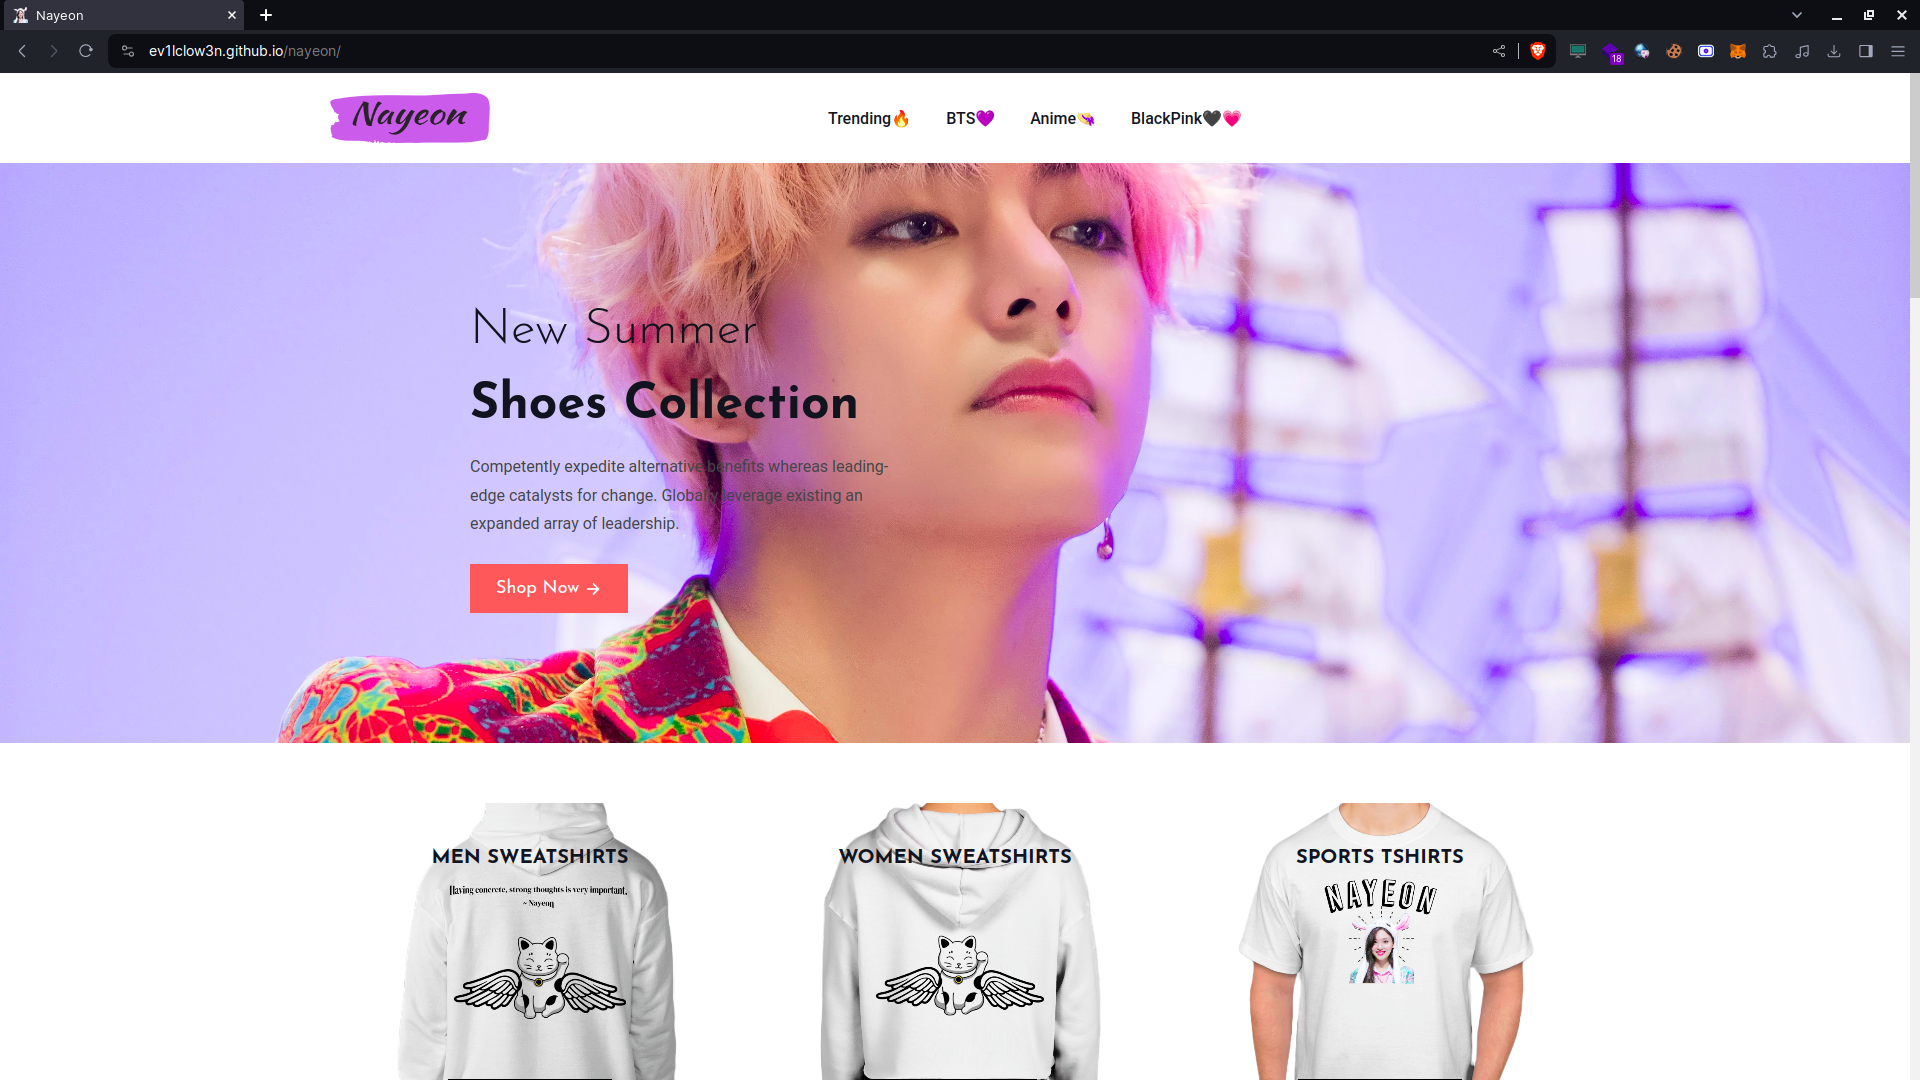 Nayeon
ev1lclow3n.github.io/nayeon/
18
Nayeon
Trending🔥 BTS💜 Anime👒 BlackPink🖤💗
New Summer
Shoes Collection
Competently expedite alternative benefits whereas leading-
edge catalysts for change. Globally leverage existing an
expanded array of leadership.
Shop Now →
MEN SWEATSHIRTS
Having concrete, strong thoughts is very important.
~ Nayeon
WOMEN SWEATSHIRTS
SPORTS TSHIRTS
NAYEON